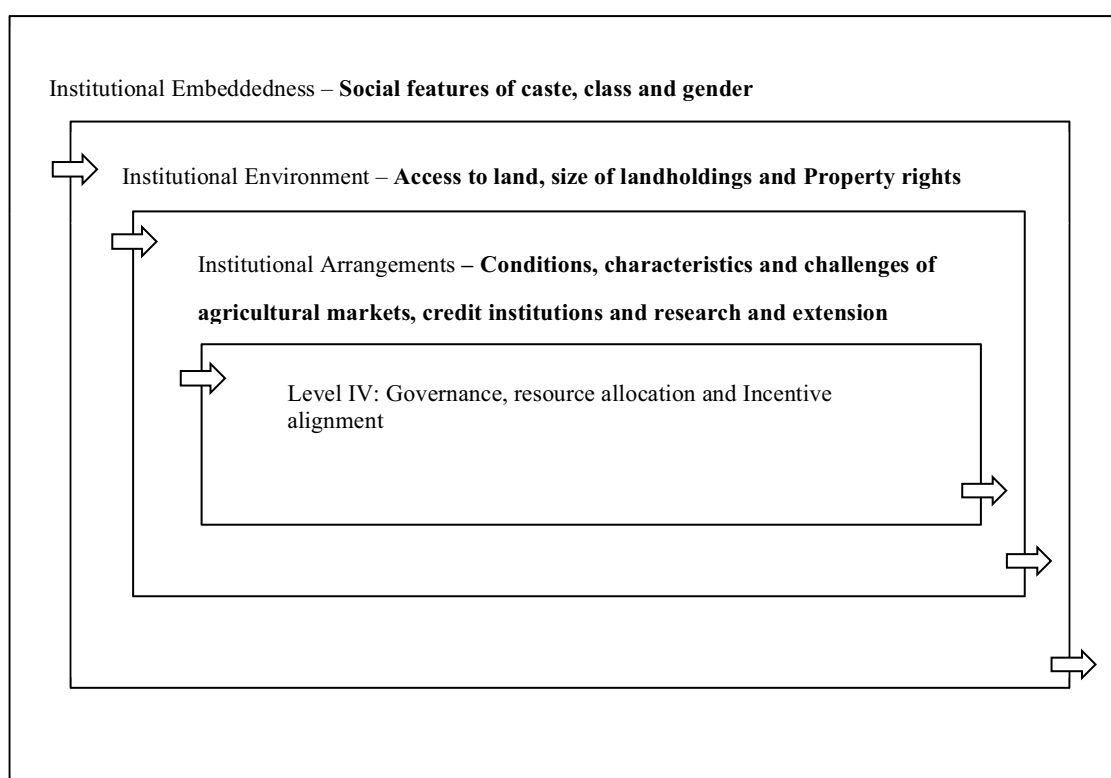 Institutional Embeddedness – Social features of caste, class and gender
Institutional Environment – Access to land, size of landholdings and Property rights
Institutional Arrangements – Conditions, characteristics and challenges of
agricultural markets, credit institutions and research and extension
Level IV: Governance, resource allocation and Incentive
alignment